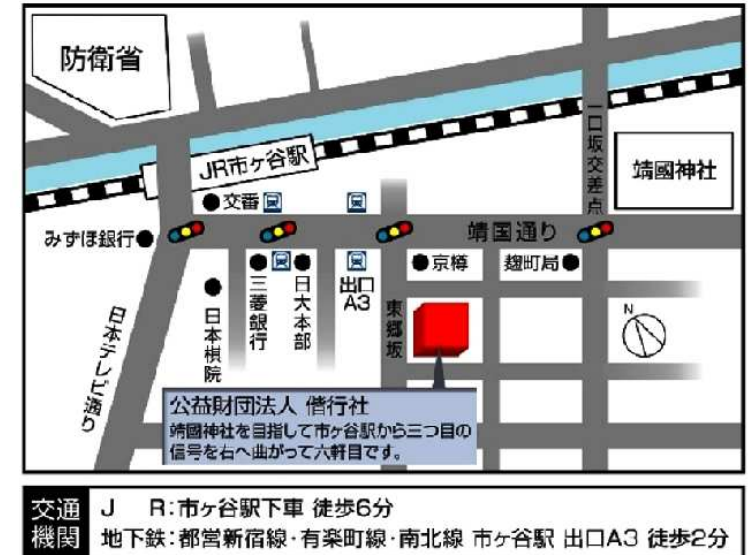 防衛省
JR市ヶ谷駅
一口坂交差点
靖國神社
交番
みずほ銀行
靖国通り
三菱銀行
日大本部
出口
A3
京樽
麹町局
日本棋院
東郷坂
N
日本テレビ通り
公益財団法人 偕行社
靖國神社を目指して市ヶ谷駅から三つ目の
信号を右へ曲がって六軒目です。
交通
機関
J R:市ヶ谷駅下車 徒歩6分
地下鉄:都営新宿線・有楽町線・南北線 市ヶ谷駅 出口A3 徒歩2分